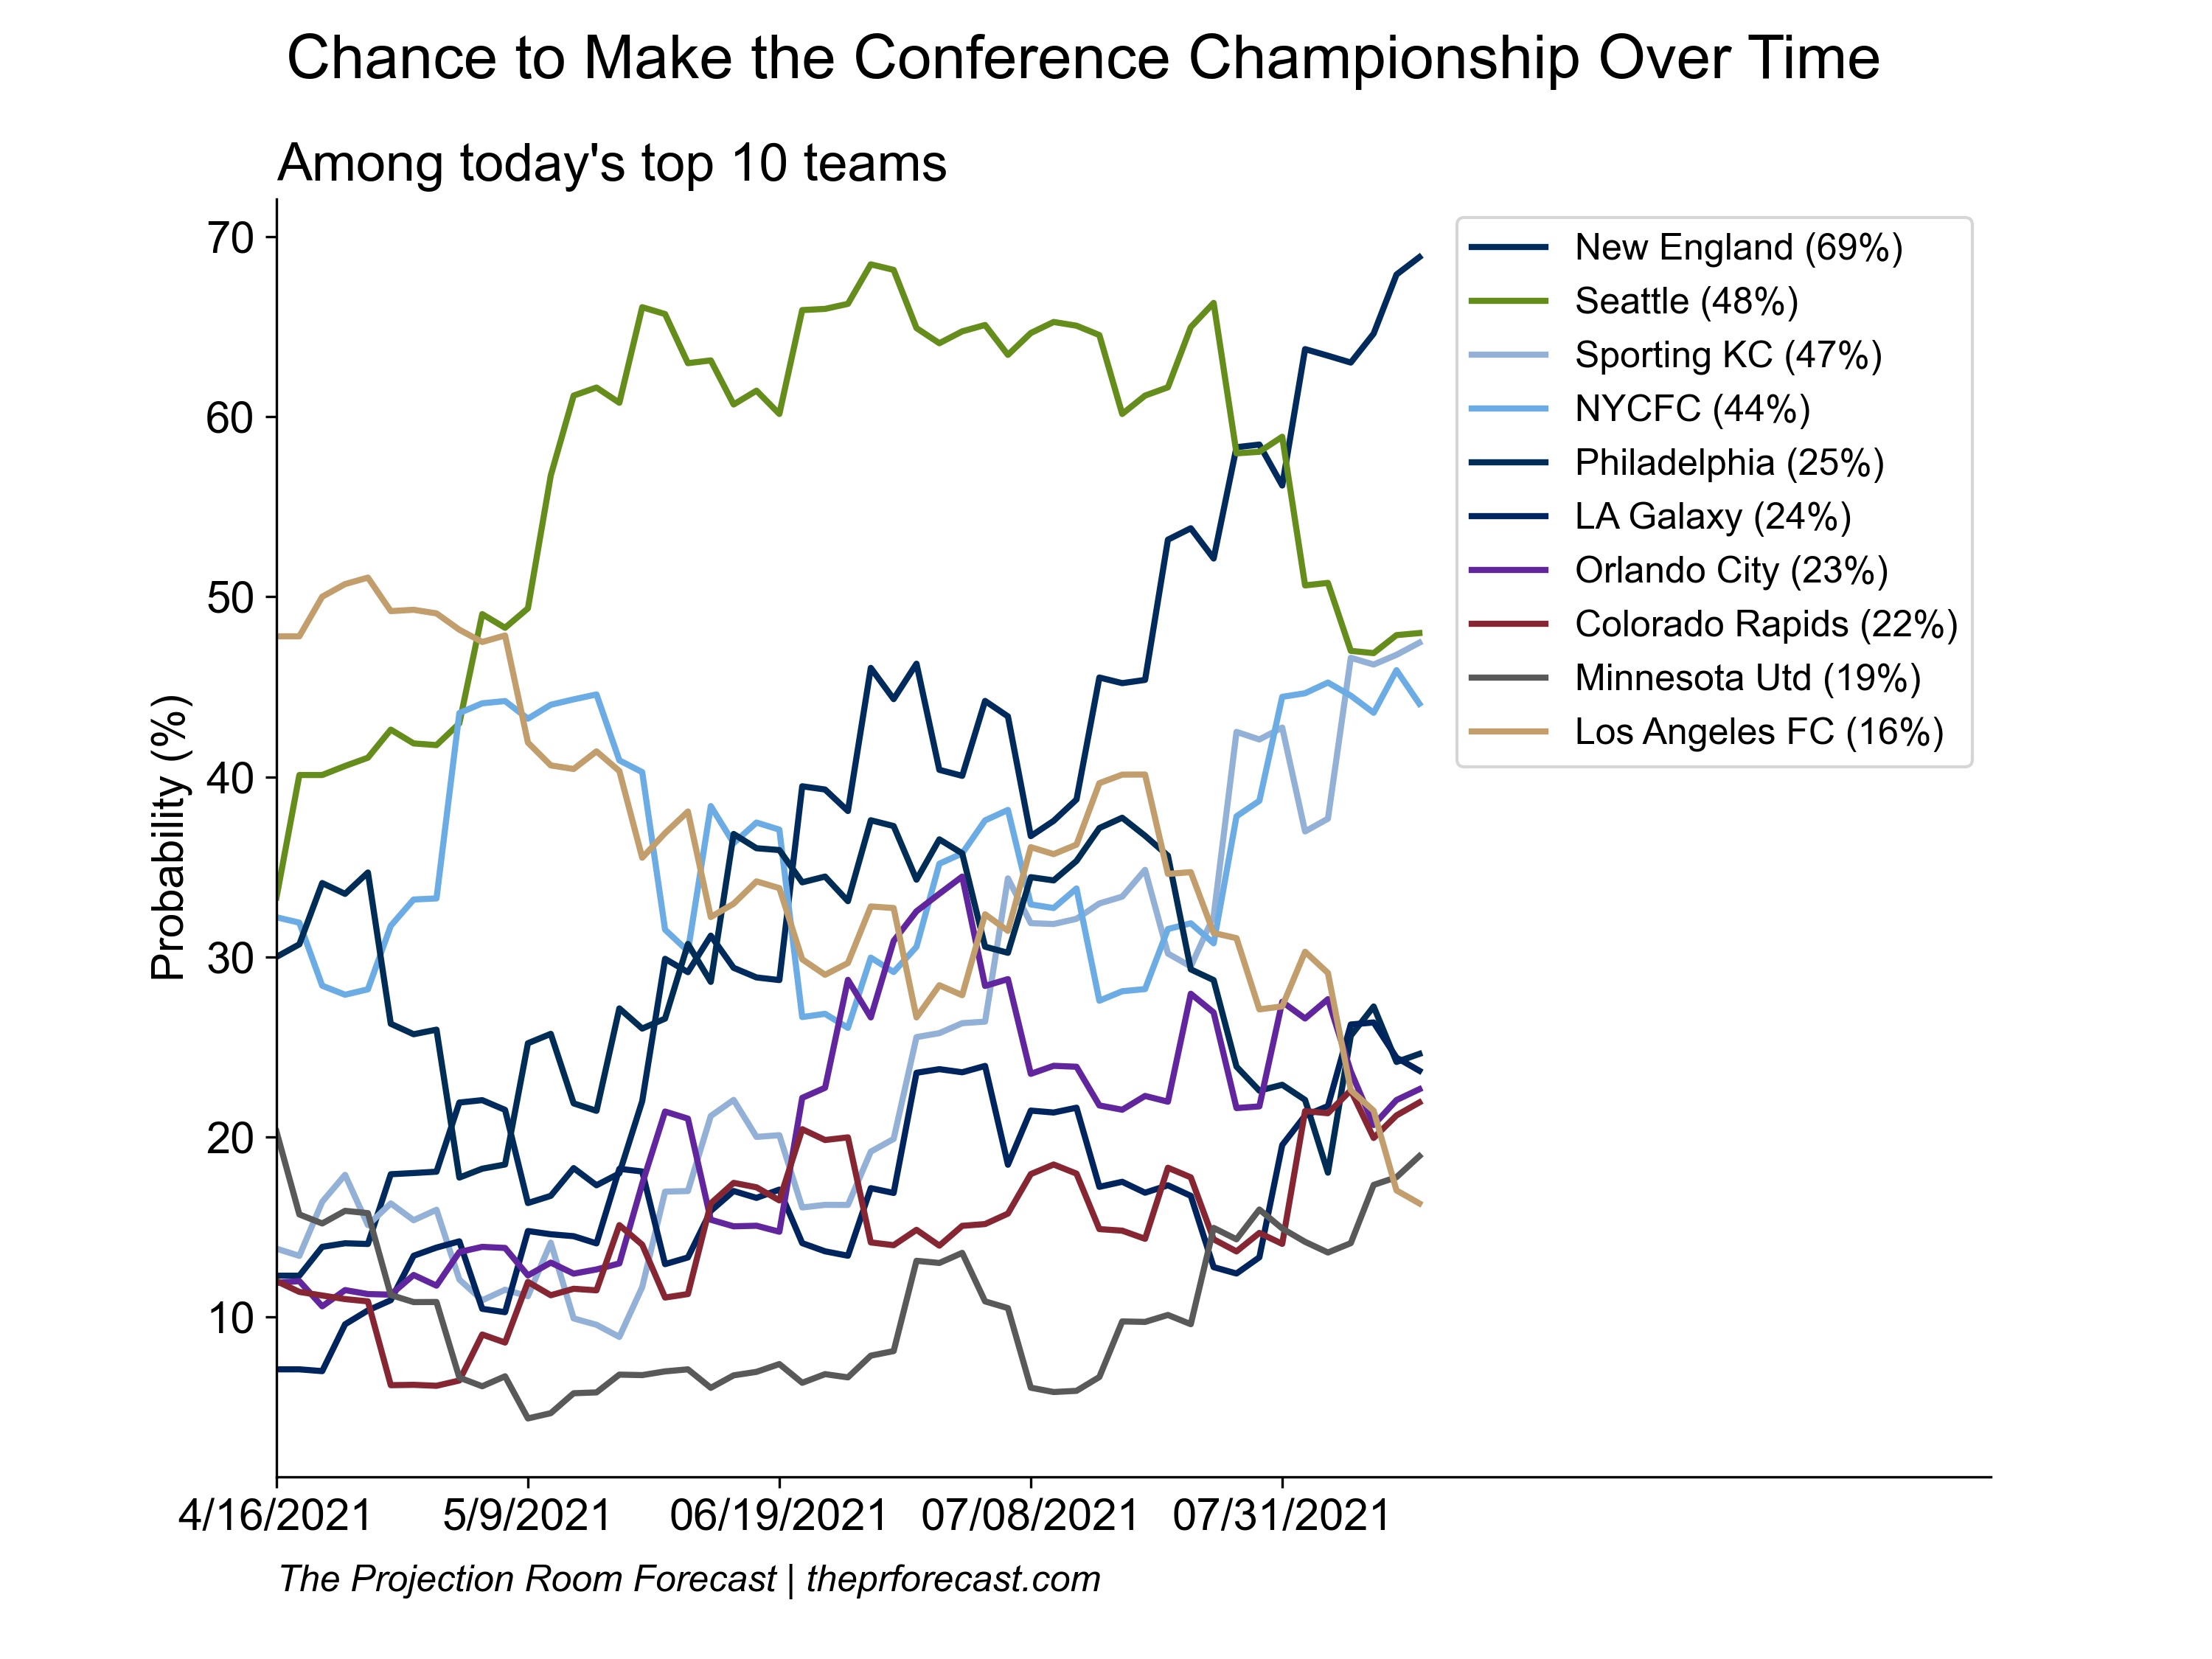 Chance to Make the Conference Championship Over Time
Among today's top 10 teams
70
60
50
40
30
20
10
Probability (%)
New England (69%)
Seattle (48%)
Sporting KC (47%)
NYCFC (44%)
Philadelphia (25%)
LA Galaxy (24%)
Orlando City (23%)
Colorado Rapids (22%)
Minnesota Utd (19%)
Los Angeles FC (16%)
4/16/2021 5/9/2021 06/19/2021 07/08/2021 07/31/2021
The Projection Room Forecast | theprforecast.com